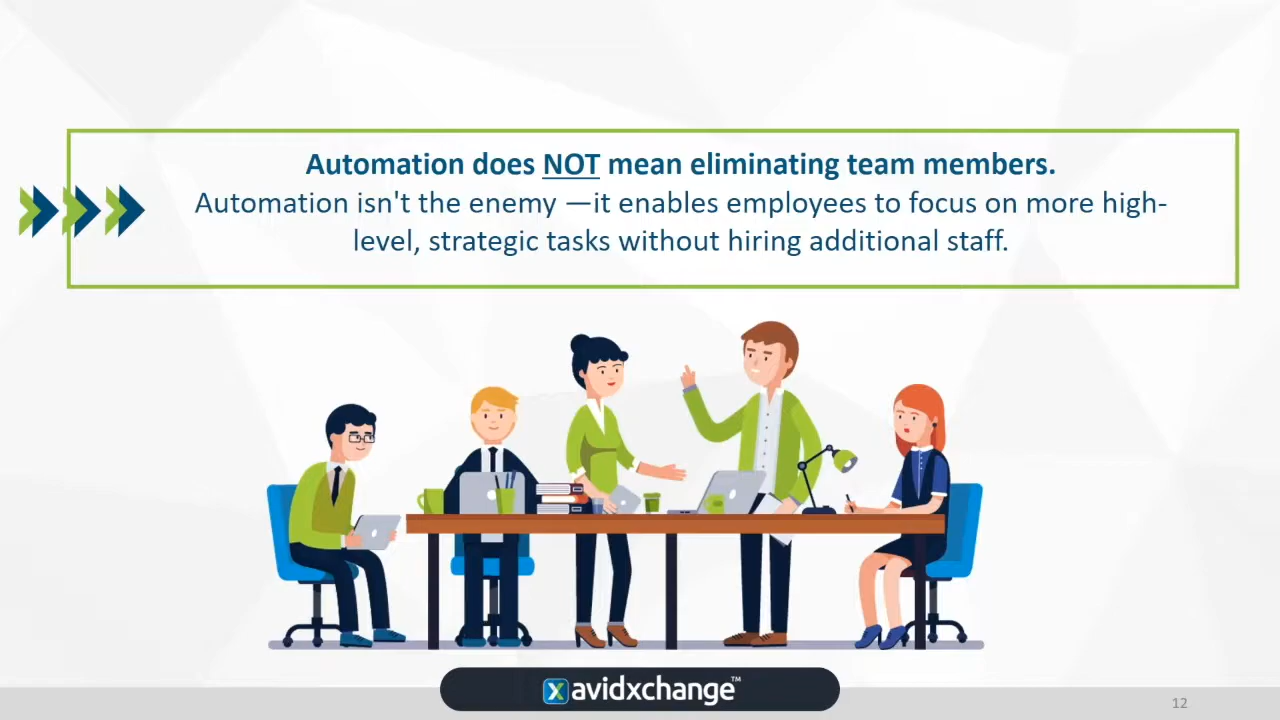 Automation does NOT mean eliminating team members.
Automation isn't the enemy —it enables employees to focus on more high-
level, strategic tasks without hiring additional staff.
avidxchange™
12